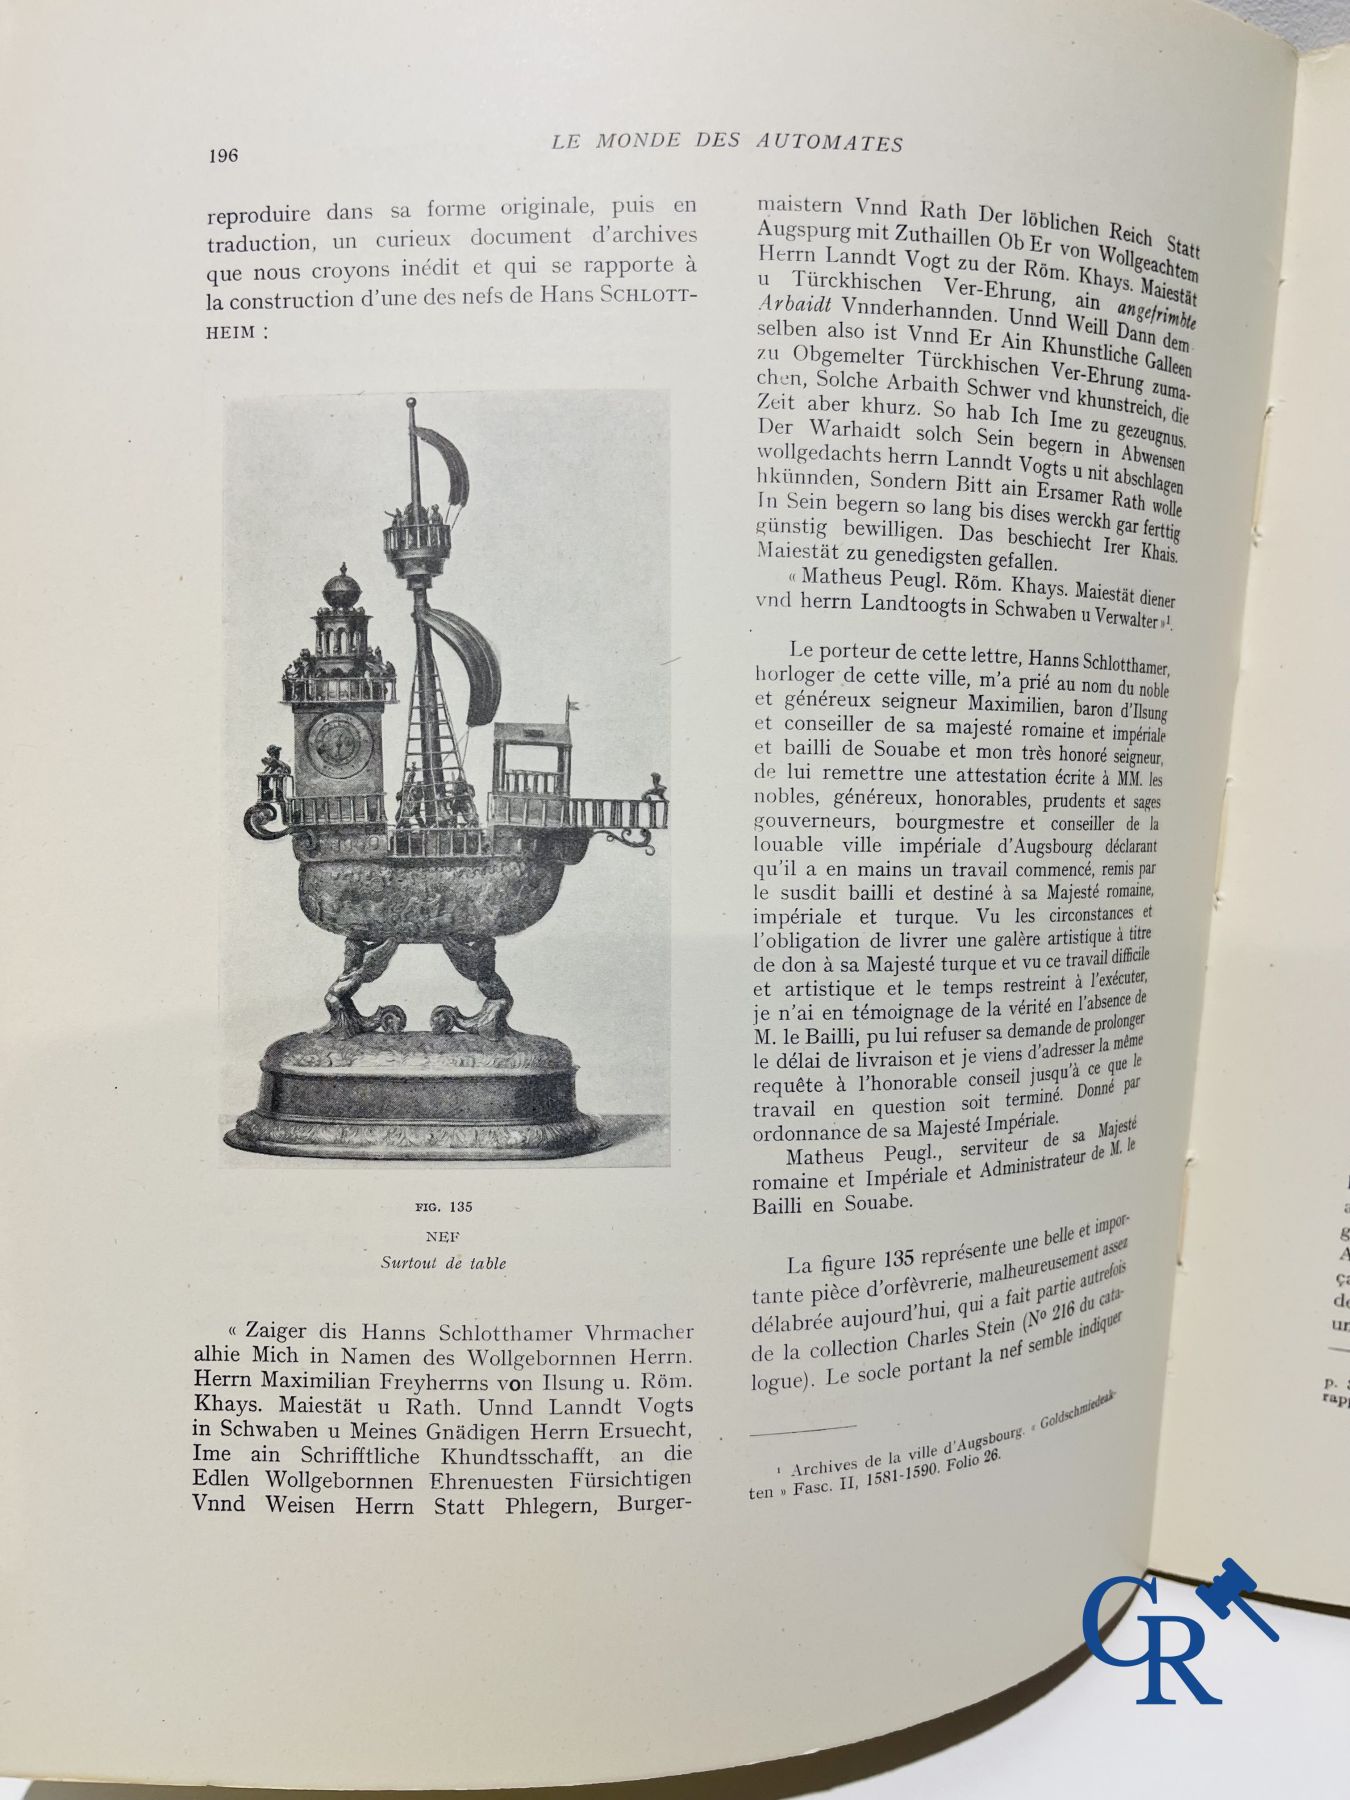 196
LE MONDE DES AUTOMATES
reproduire dans sa forme originale, puis en
traduction, un curieux document d'archives
que nous croyons inédit et qui se rapporte à
la construction d'une des nefs de Hans SCHLOTT-
HEIM :
FIG. 135
NEF
Surtout de table
« Zaiger dis Hanns Schlotthamer Vhrmacher
alhie Mich in Namen des Wollgebornnen Herrn.
Herrn Maximilian Freyherrns von Ilsung u. Röm.
Khays. Maiestät u Rath. Unnd Lanndt Vogts
in Schwaben u Meines Gnädigen Herrn Ersuecht,
Ime ain Schrifftliche Khundtsschafft, an die
Edlen Wollgebornnen Ehrenuesten Fürsichtigen
Vnnd Weisen Herrn Statt Phlegern, Burger-
maistern Vnnd Rath Der löblichen Reich Statt
Augspurg mit Zuthaillen Ob Er von Wollgeachtem
Herrn Lanndt Vogt zu der Röm. Khays. Maiestät
u Türckhischen Ver-Ehrung, ain angefrimbte
Arbaidt Vnnderhannden. Unnd Weill Dann dem
selben also ist Vnnd Er Ain Khunstliche Galleen
zu Obgemelter Türckhischen Ver-Ehrung zuma-
chen, Solche Arbaith Schwer vnd khunstreich, die
Zeit aber khurz. So hab Ich Ime zu gezeugnus.
Der Warhaidt solch Sein begern in Abwensen
wollgedachts herrn Lanndt Vogts u nit abschlagen
hkünnden, Sondern Bitt ain Ersamer Rath wolle
In Sein begern so lang bis dises werckh gar ferttig
günstig bewilligen. Das beschiecht Irer Khais.
Maiestät zu genedigsten gefallen.
« Matheus Peugl. Röm. Khays. Maiestät diener
vnd herrn Landtoogts in Schwaben u Verwalter »¹.
Le porteur de cette lettre, Hanns Schlotthamer,
horloger de cette ville, m'a prié au nom du noble
et généreux seigneur Maximilien, baron d'Ilsung
et conseiller de sa majesté romaine et impériale
et bailli de Souabe et mon très honoré seigneur,
de lui remettre une attestation écrite à MM. les
nobles, généreux, honorables, prudents et sages
gouverneurs, bourgmestre et conseiller de la
louable ville impériale d'Augsbourg déclarant
qu'il a en mains un travail commencé, remis par
le susdit bailli et destiné à sa Majesté romaine,
impériale et turque. Vu les circonstances et
l'obligation de livrer une galère artistique à titre
de don à sa Majesté turque et vu ce travail difficile
et artistique et le temps restreint à l'exécuter,
je n'ai en témoignage de la vérité en l'absence de
M. le Bailli, pu lui refuser sa demande de prolonger
le délai de livraison et je viens d'adresser la même
requête à l'honorable conseil jusqu'à ce que le
travail en question soit terminé. Donné par
ordonnance de sa Majesté Impériale.
Matheus Peugl., serviteur de sa Majesté
romaine et Impériale et Administrateur de M. le
Bailli en Souabe.
La figure 135 représente une belle et impor-
tante pièce d'orfèvrerie, malheureusement assez
délabrée aujourd'hui, qui a fait partie autrefois
de la collection Charles Stein (N° 216 du cata-
logue). Le socle portant la nef semble indiquer
¹ Archives de la ville d'Augsbourg. « Goldschmiedeak-
ten » Fasc. II, 1581-1590. Folio 26.
CR